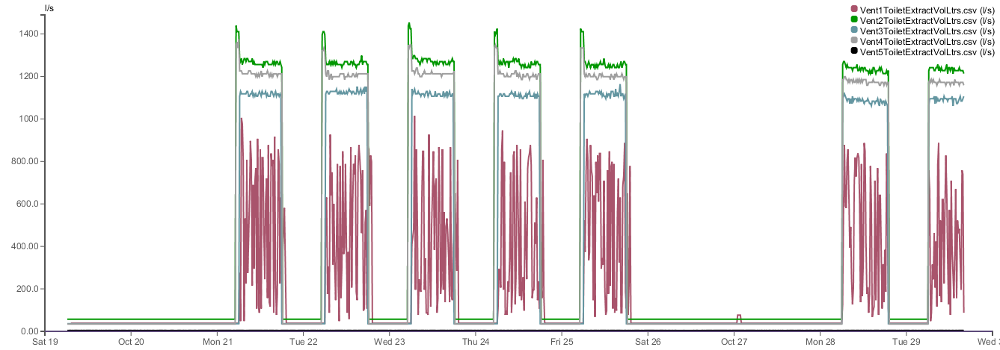 l/s
Vent1ToiletExtractVolLtrs.csv (l/s)
Vent2ToiletExtractVolLtrs.csv (l/s)
Vent3ToiletExtractVolLtrs.csv (l/s)
Vent4ToiletExtractVolLtrs.csv (l/s)
Vent5ToiletExtractVolLtrs.csv (l/s)
1400
1200
1000
800.00
600.0
400.00
200.0
0.00
Sat 19 Oct 20 Mon 21 Tue 22 Wed 23 Thu 24 Fri 25 Sat 26 Oct 27 Mon 28 Tue 29 Wed